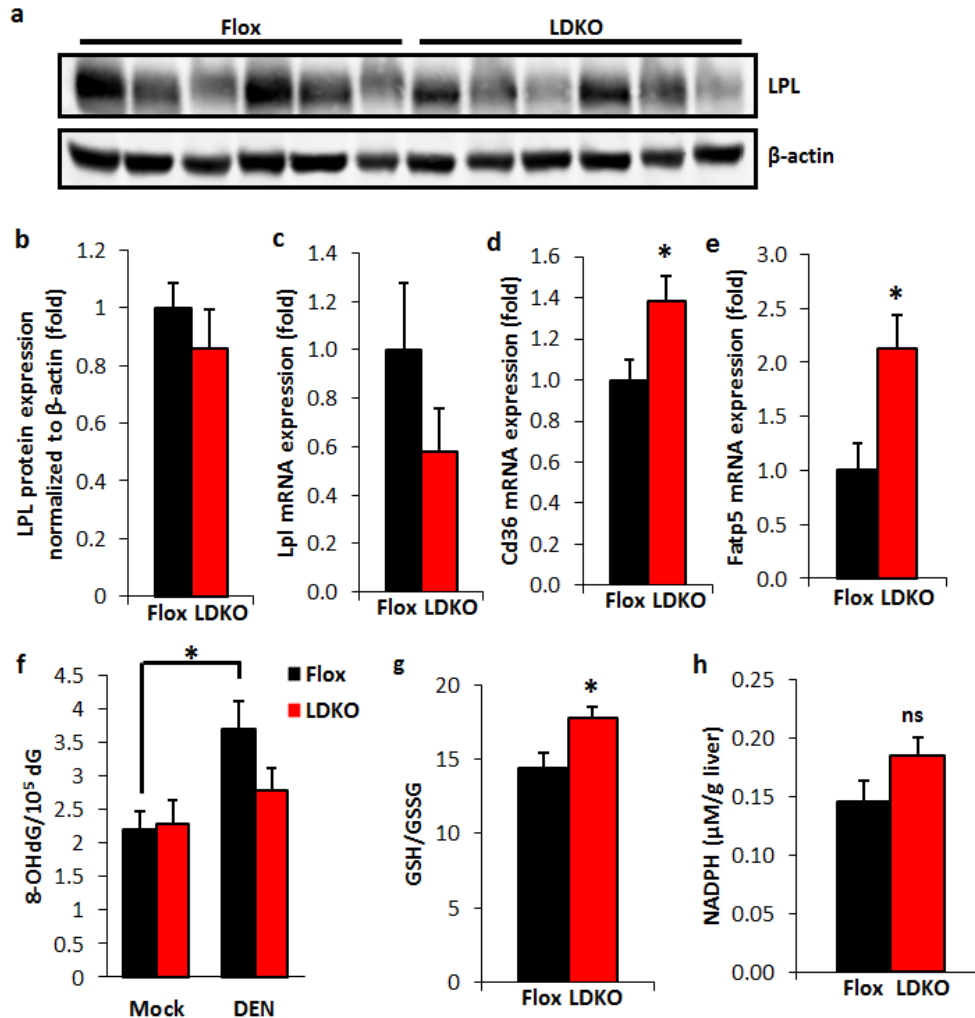 a
Flox LDKO
LPL
β-actin
b
LPL protein expression
normalized to β-actin (fold)
1.2
1
0.8
0.6
0.4
0.2
0
Flox LDKO
c
Lpl mRNA expression (fold)
1.4
1.2
1.0
0.8
0.6
0.4
0.2
0.0
Flox LDKO
d
Cd36 mRNA expression (fold)
1.6
1.4
1.2
1.0
0.8
0.6
0.4
0.2
0.0
*
Flox LDKO
e
Fatp5 mRNA expression (fold)
3.0
2.5
2.0
1.5
1.0
0.5
0.0
*
Flox LDKO
f
8-OHdG/10⁵ dG
4.5
4
3.5
3
2.5
2
1.5
1
0.5
0
*
Flox
LDKO
Mock DEN
g
GSH/GSSG
20
15
10
5
0
*
Flox LDKO
h
NADPH (µM/g liver)
0.25
0.20
0.15
0.10
0.05
0.00
ns
Flox LDKO